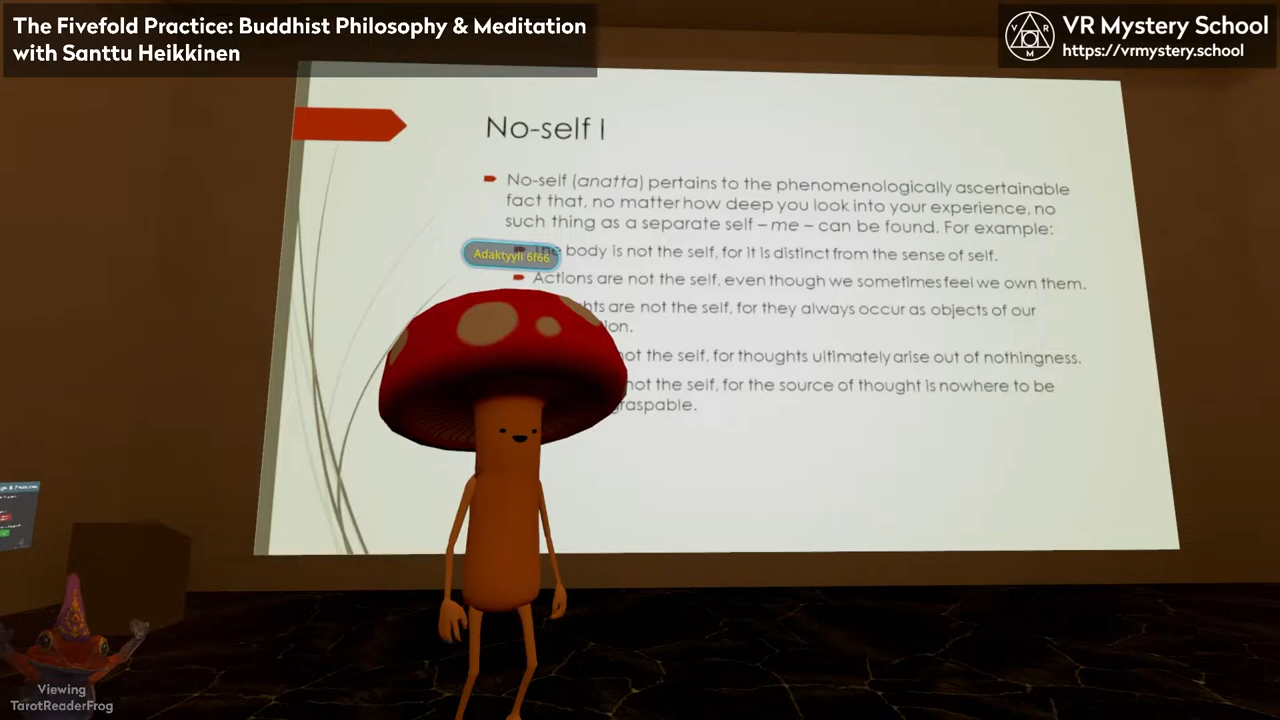 The Fivefold Practice: Buddhist Philosophy & Meditation
with Santtu Heikkinen
VR Mystery School
https://vrmystery.school
V R
M
No-self I
No-self (anatta) pertains to the phenomenologically ascertainable
fact that, no matter how deep you look into your experience, no
such thing as a separate self – me – can be found. For example:
body is not the self, for it is distinct from the sense of self.
Adaktyyli 6f66
Actions are not the self, even though we sometimes feel we own them.
are not the self, for they always occur as objects of our
not the self, for thoughts ultimately arise out of nothingness.
not the self, for the source of thought is nowhere to be
graspable.
Viewing
TarotReaderFrog